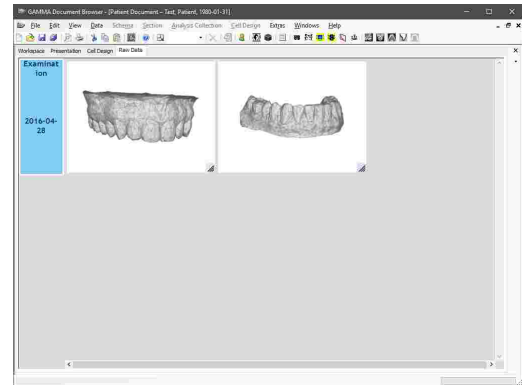 GAMMA Document Browser - [Patient Document -- Test, Patient, 1980-01-31]
File Edit View Data Schema Section Analysis Collection Cell Design Extras Windows Help
Workspace Presentation Cell Design Raw Data
Examinat
ion
2016-04-
28